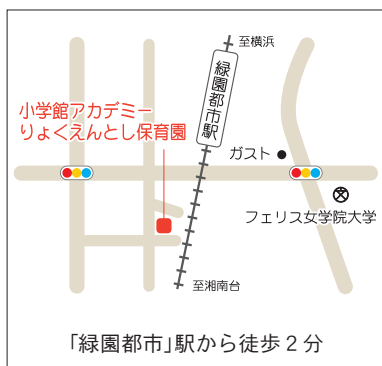 至横浜
緑園都市駅
小学館アカデミー
りょくえんとし保育園
ガスト
フェリス女学院大学
至湘南台
「緑園都市」駅から徒歩2分